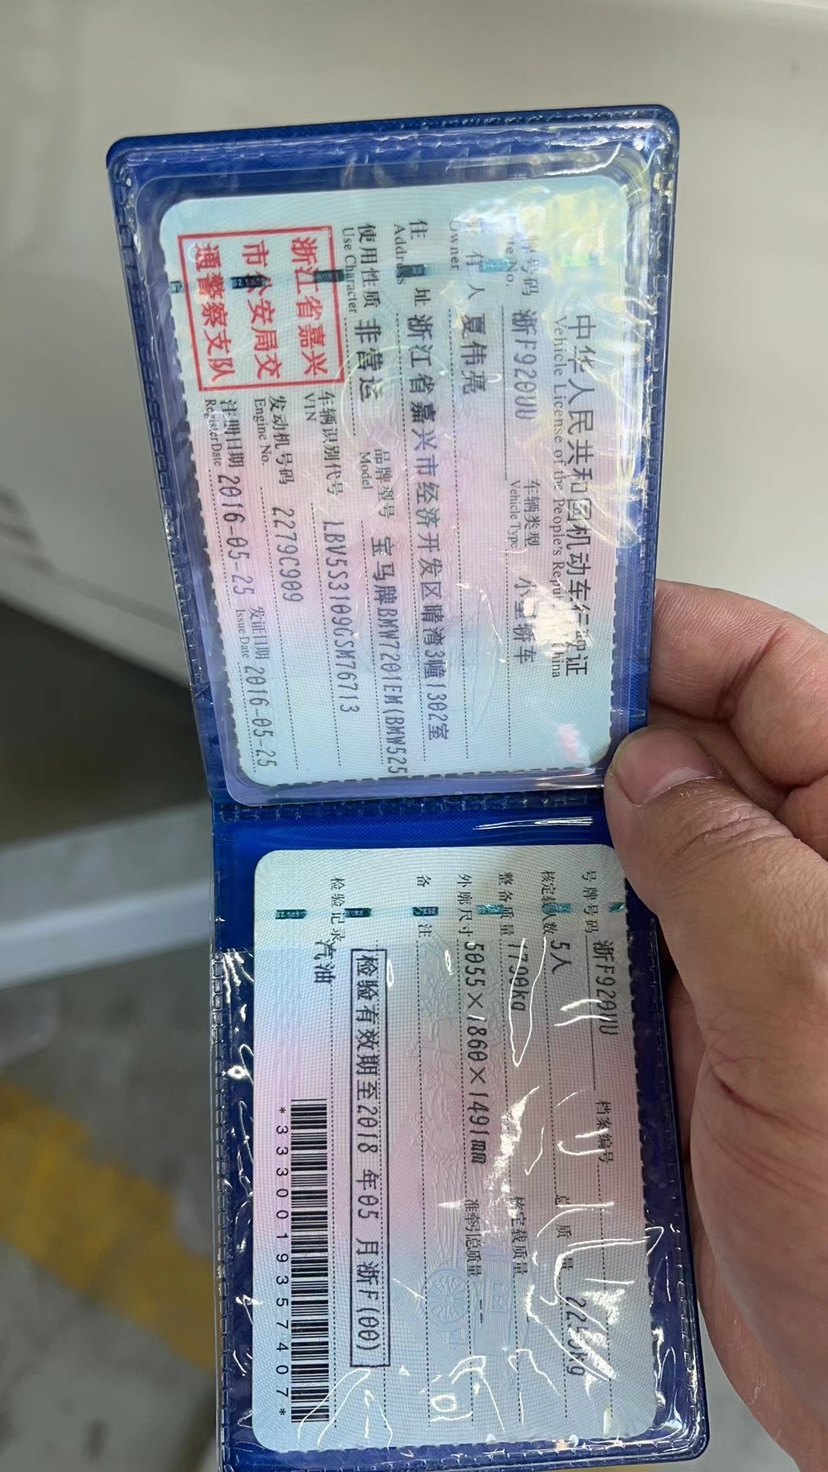 中华人民共和国机动车行驶证
Vehicle License of the People's Republic China
号牌号码 浙F920UU 车辆类型 小型轿车
Plate No. Vehicle Type
所有人 夏伟亮
Owner
住址 浙江省嘉兴市经济开发区晴湾3幢1302室
Address
使用性质 非营运 品牌型号 宝马牌BMW7201EM(BMW525
Use Character Model
浙江省嘉兴
市公安局交
通警察支队
车辆识别代号 LBV5S3109GSM76713
VIN
发动机号码 2279C909
Engine No.
注册日期 2016-05-25 发证日期 2016-05-25
Register Date Issue Date
号牌号码 浙F920UU 档案编号
核定载人数 5人 总质量
整备质量 1790kg 核定载质量
外廓尺寸 5055×1860×1491mm 准牵引总质量 --
备注
检验有效期至2018 年05 月浙F(00)
检验记录
汽油
*3330019357407*